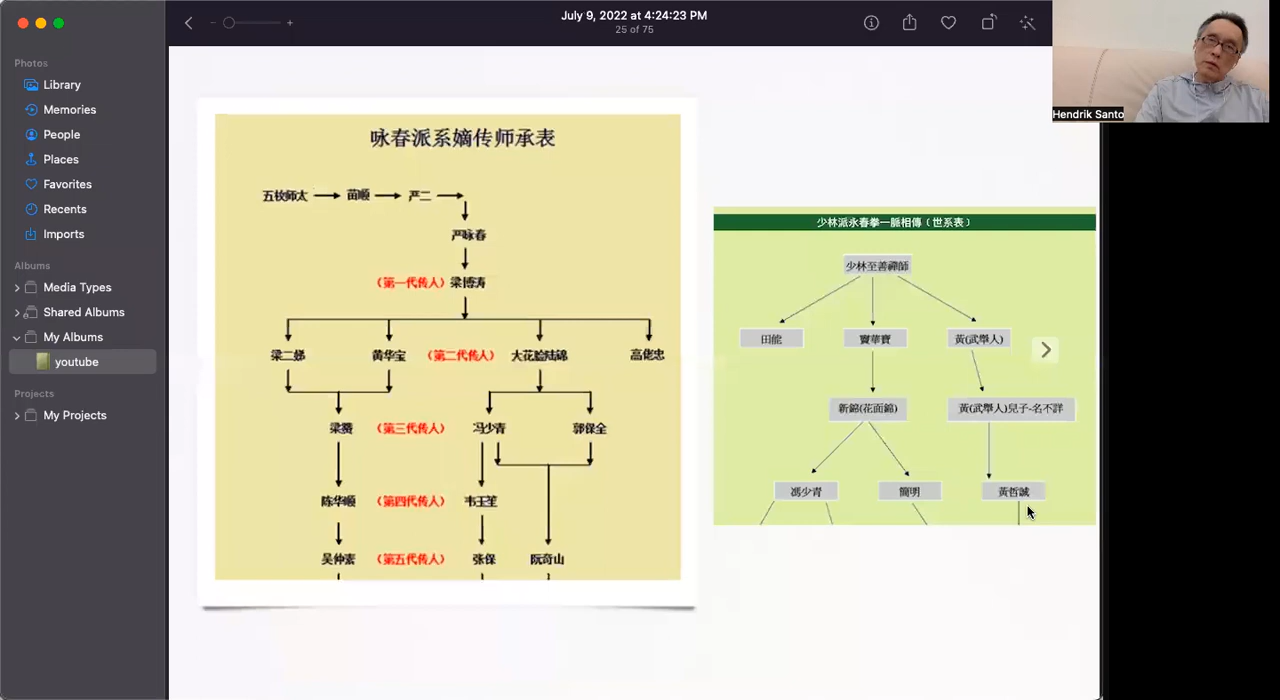 July 9, 2022 at 4:24:23 PM
25 of 75
Photos
Library
Memories
People
Places
Favorites
Recents
Imports
Albums
Media Types
Shared Albums
My Albums
youtube
Projects
My Projects
Hendrik Santo
咏春派系嫡传师承表
五枚师太 苗顺 严二
严咏春
（第一代传人） 梁博涛
梁二娣 黄华宝 （第二代传人） 大花脸陆锦 高佬忠
梁赞 （第三代传人） 冯少青 郭保全
陈华顺 （第四代传人） 韦王笙
吴仲素 （第五代传人） 张保 阮奇山
少林派永春拳一脈相傳﹝世系表﹞
少林至善禪師
田能 竇華寶 黃(武舉人)
新錦(花面錦) 黃(武舉人)兒子-名不詳
馮少青 簡明 黃哲誠